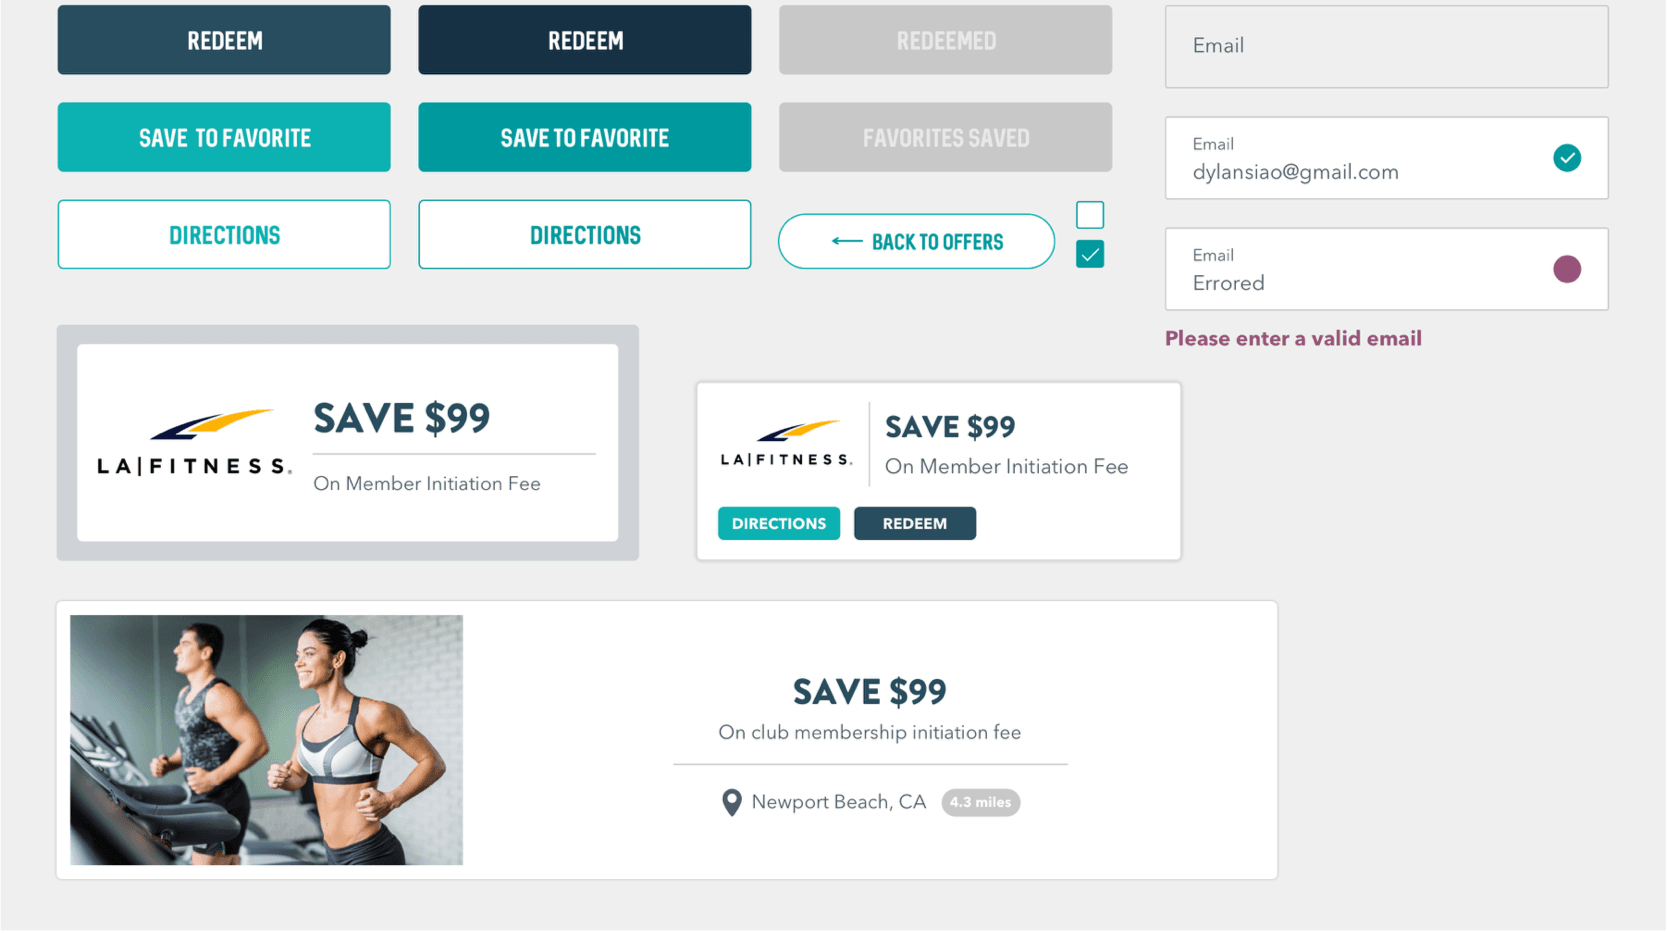 REDEEM
REDEEM
REDEEMED
SAVE TO FAVORITE
SAVE TO FAVORITE
FAVORITES SAVED
DIRECTIONS
DIRECTIONS
BACK TO OFFERS
Email
Email
dylansiao@gmail.com
Email
Errored
Please enter a valid email
LA|FITNESS.
SAVE $99
On Member Initiation Fee
LA|FITNESS.
SAVE $99
On Member Initiation Fee
DIRECTIONS
REDEEM
SAVE $99
On club membership initiation fee
Newport Beach, CA
4.3 miles